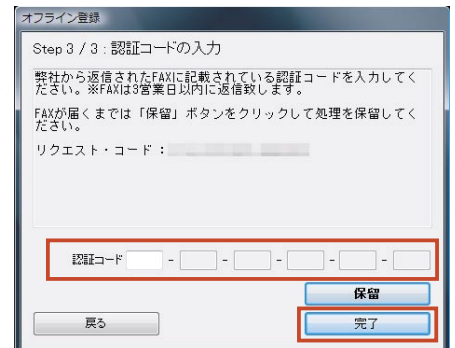 オフライン登録
Step 3 / 3 : 認証コードの入力
弊社から返信されたFAXに記載されている認証コードを入力してく
ださい。※FAXは3営業日以内に返信致します。
FAXが届くまでは「保留」ボタンをクリックして処理を保留してく
ださい。
リクエスト・コード :
認証コード - - - - -
保留
戻る 完了